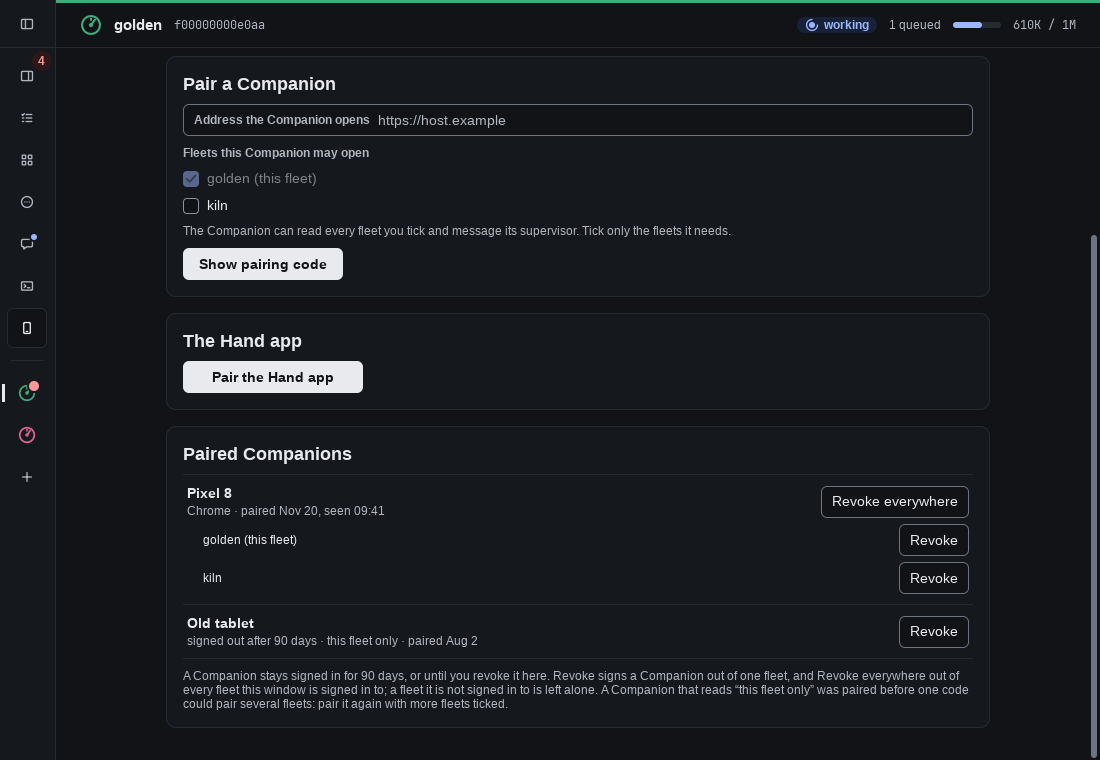 golden f00000000e0aa
working 1 queued 610K / 1M
4
Pair a Companion
Address the Companion opens https://host.example
Fleets this Companion may open
golden (this fleet)
kiln
The Companion can read every fleet you tick and message its supervisor. Tick only the fleets it needs.
Show pairing code
The Hand app
Pair the Hand app
Paired Companions
Pixel 8
Chrome · paired Nov 20, seen 09:41
Revoke everywhere
golden (this fleet)
Revoke
kiln
Revoke
Old tablet
signed out after 90 days · this fleet only · paired Aug 2
Revoke
A Companion stays signed in for 90 days, or until you revoke it here. Revoke signs a Companion out of one fleet, and Revoke everywhere out of
every fleet this window is signed in to; a fleet it is not signed in to is left alone. A Companion that reads “this fleet only” was paired before one code
could pair several fleets: pair it again with more fleets ticked.